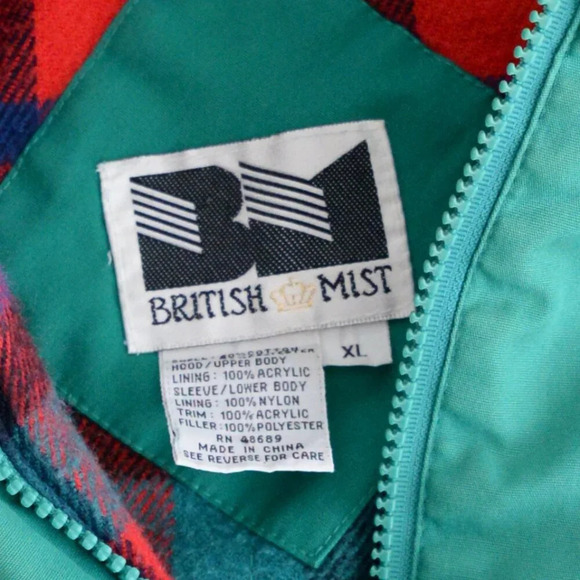 BM
BRITISH MIST
XL
HOOD/UPPER BODY
LINING: 100% ACRYLIC
SLEEVE/LOWER BODY
LINING: 100% NYLON
TRIM: 100% ACRYLIC
FILLER: 100% POLYESTER
RN 48689
MADE IN CHINA
SEE REVERSE FOR CARE